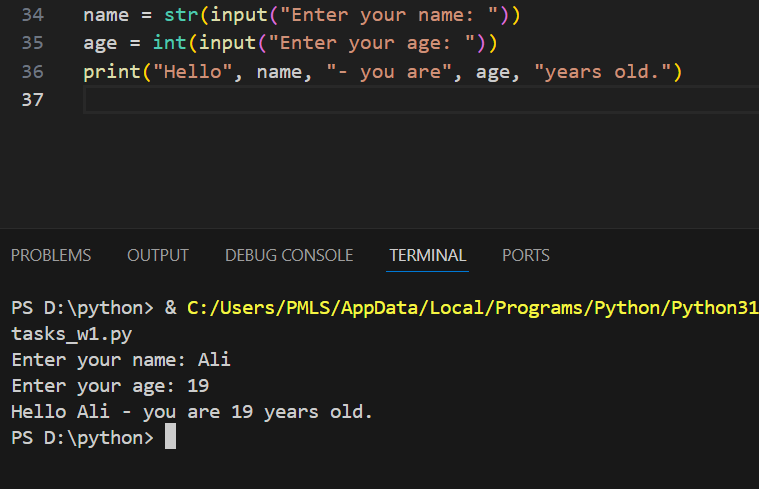 34 name = str(input("Enter your name: "))
35 age = int(input("Enter your age: "))
36 print("Hello", name, "- you are", age, "years old.")
37
PROBLEMS OUTPUT DEBUG CONSOLE TERMINAL PORTS
PS D:\python> & C:/Users/PMLS/AppData/Local/Programs/Python/Python31
tasks_w1.py
Enter your name: Ali
Enter your age: 19
Hello Ali - you are 19 years old.
PS D:\python>